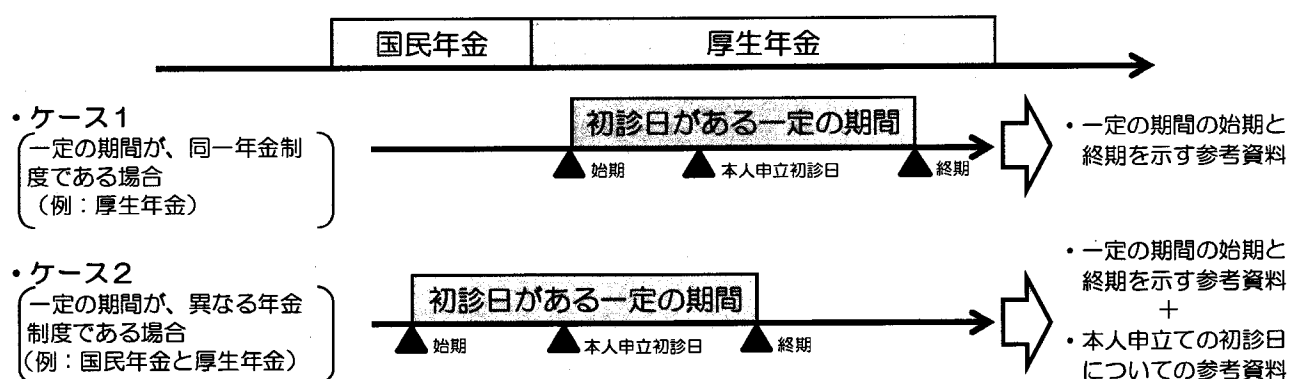 国民年金 厚生年金
・ケース1
一定の期間が、同一年金制
度である場合
(例：厚生年金)
初診日がある一定の期間
始期 本人申立初診日 終期
・一定の期間の始期と
終期を示す参考資料
・ケース2
一定の期間が、異なる年金
制度である場合
(例：国民年金と厚生年金)
初診日がある一定の期間
始期 本人申立初診日 終期
・一定の期間の始期と
終期を示す参考資料
＋
・本人申立ての初診日
についての参考資料